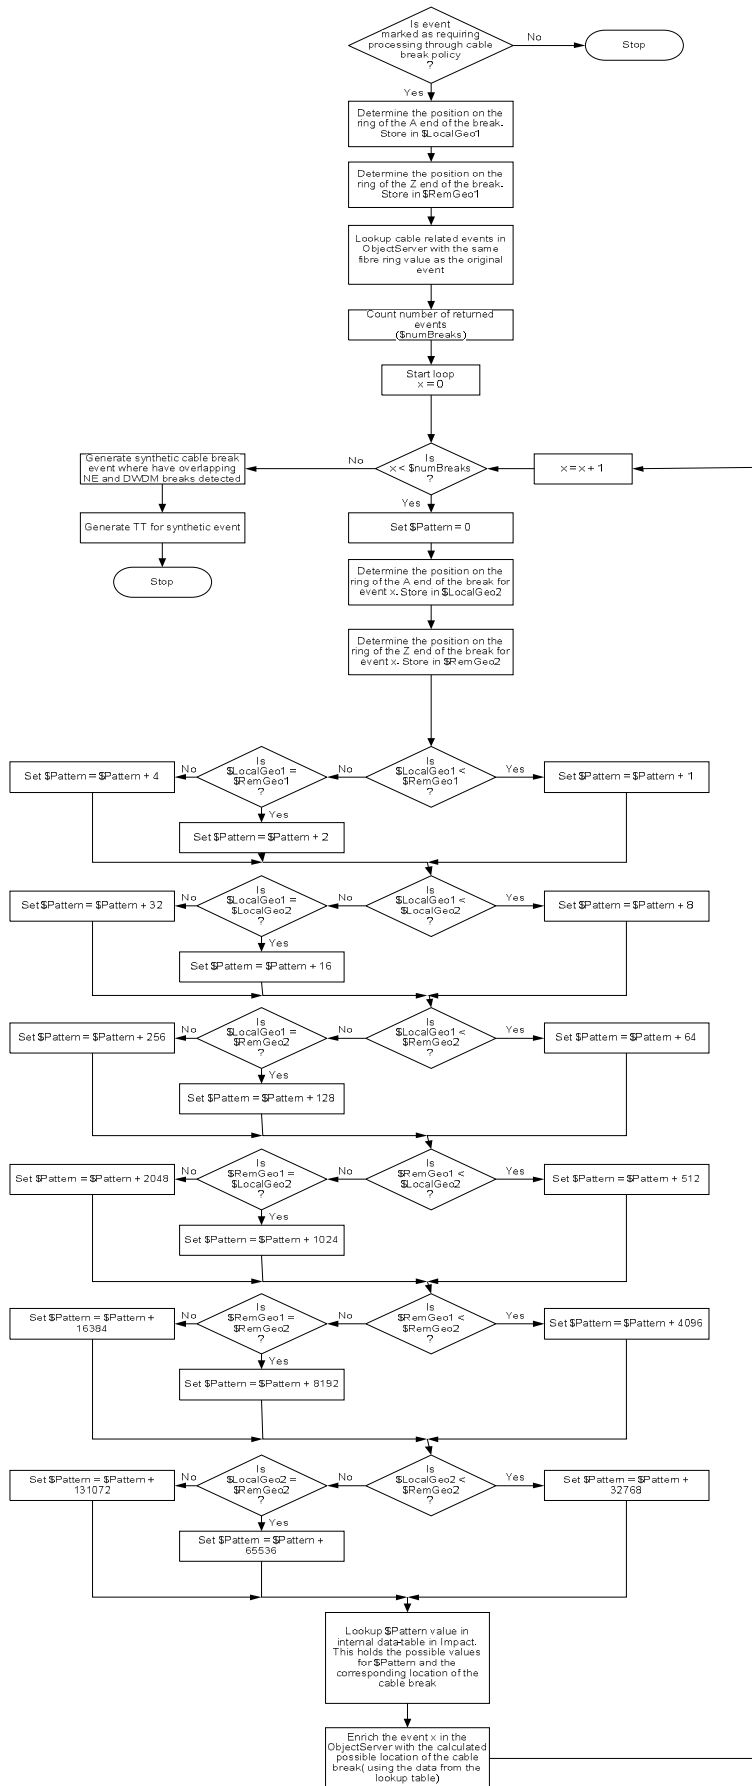 Is event
marked as requiring
processing through cable
break policy
?
No
Stop
Yes
Determine the position on the
ring of the A end of the break.
Store in $LocalGeo1
Determine the position on the
ring of the Z end of the break.
Store in $RemGeo1
Lookup cable related events in
ObjectServer with the same
fibre ring value as the original
event
Count number of returned
events
($numBreaks)
Start loop
x = 0
Is
x < $numBreaks
?
No
Yes
x = x + 1
Generate synthetic cable break
event where have overlapping
NE and DWDM breaks detected
Generate TT for synthetic event
Stop
Set $Pattern = 0
Determine the position on the
ring of the A end of the break for
event x. Store in $LocalGeo2
Determine the position on the
ring of the Z end of the break for
event x. Store in $RemGeo2
Set $Pattern = $Pattern + 4
No
Is
$LocalGeo1 =
$RemGeo1
?
No
Is
$LocalGeo1 <
$RemGeo1
?
Yes
Set $Pattern = $Pattern + 1
Yes
Set $Pattern = $Pattern + 2
Set $Pattern = $Pattern + 32
No
Is
$LocalGeo1 =
$LocalGeo2
?
No
Is
$LocalGeo1 <
$LocalGeo2
?
Yes
Set $Pattern = $Pattern + 8
Yes
Set $Pattern = $Pattern + 16
Set $Pattern = $Pattern + 256
No
Is
$LocalGeo1 =
$RemGeo2
?
No
Is
$LocalGeo1 <
$RemGeo2
?
Yes
Set $Pattern = $Pattern + 64
Yes
Set $Pattern = $Pattern + 128
Set $Pattern = $Pattern + 2048
No
Is
$RemGeo1 =
$LocalGeo2
?
No
Is
$RemGeo1 <
$LocalGeo2
?
Yes
Set $Pattern = $Pattern + 512
Yes
Set $Pattern = $Pattern + 1024
Set $Pattern = $Pattern +
16384
No
Is
$RemGeo1 =
$RemGeo2
?
No
Is
$RemGeo1 <
$RemGeo2
?
Yes
Set $Pattern = $Pattern + 4096
Yes
Set $Pattern = $Pattern + 8192
Set $Pattern = $Pattern +
131072
No
Is
$LocalGeo2 =
$RemGeo2
?
No
Is
$LocalGeo2 <
$RemGeo2
?
Yes
Set $Pattern = $Pattern +
32768
Yes
Set $Pattern = $Pattern +
65536
Lookup $Pattern value in
internal data-table in Impact.
This holds the possible values
for $Pattern and the
corresponding location of the
cable break
Enrich the event x in the
ObjectServer with the calculated
possible location of the cable
break( using the data from the
lookup table)